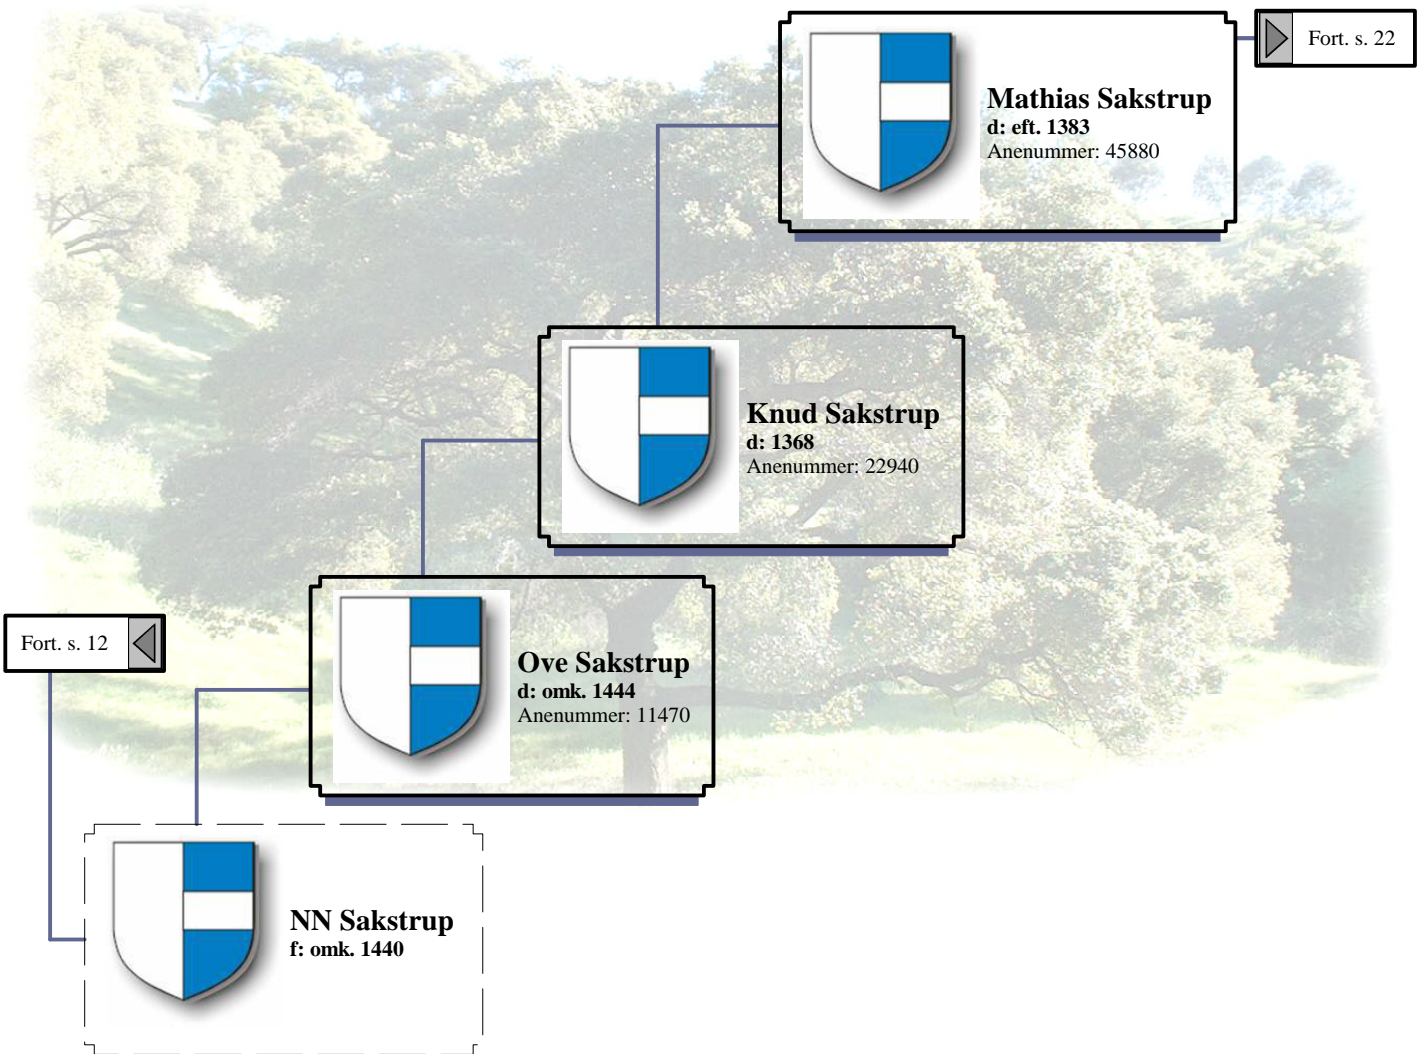 Mathias Sakstrup
d: eft. 1383
Anenummer: 45880
Fort. s. 22
Knud Sakstrup
d: 1368
Anenummer: 22940
Ove Sakstrup
d: omk. 1444
Anenummer: 11470
Fort. s. 12
NN Sakstrup
f: omk. 1440